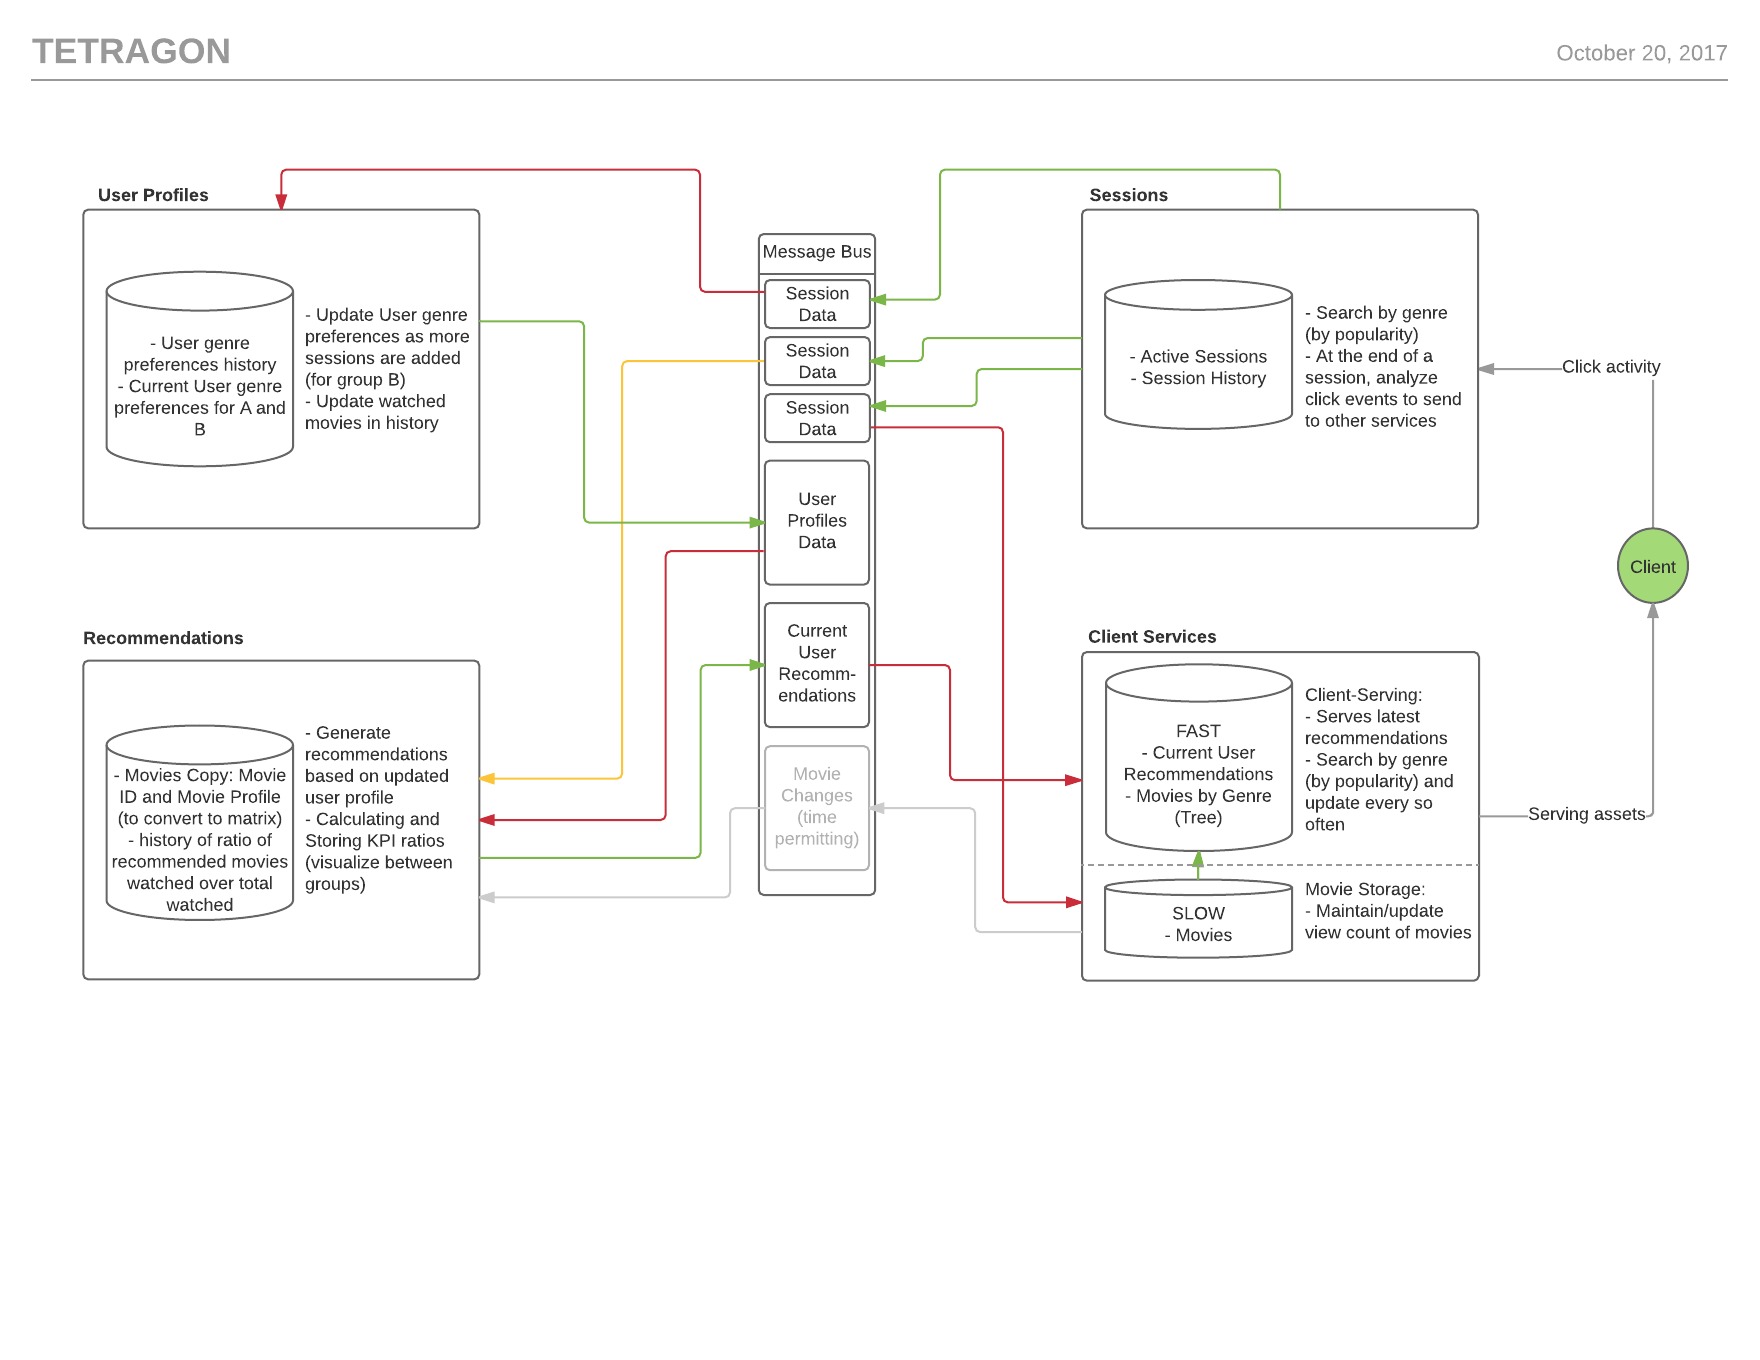 TETRAGON
October 20, 2017
User Profiles
- User genre
preferences history
- Current User genre
preferences for A and
B
- Update User genre
preferences as more
sessions are added
(for group B)
- Update watched
movies in history
Message Bus
Session
Data
Session
Data
Session
Data
User
Profiles
Data
Current
User
Recomm-
endations
Movie
Changes
(time
permitting)
Sessions
- Active Sessions
- Session History
- Search by genre
(by popularity)
- At the end of a
session, analyze
click events to send
to other services
Click activity
Client
Serving assets
Recommendations
- Movies Copy: Movie
ID and Movie Profile
(to convert to matrix)
- history of ratio of
recommended movies
watched over total
watched
- Generate
recommendations
based on updated
user profile
- Calculating and
Storing KPI ratios
(visualize between
groups)
Client Services
FAST
- Current User
Recommendations
- Movies by Genre
(Tree)
Client-Serving:
- Serves latest
recommendations
- Search by genre
(by popularity) and
update every so
often
SLOW
- Movies
Movie Storage:
- Maintain/update
view count of movies